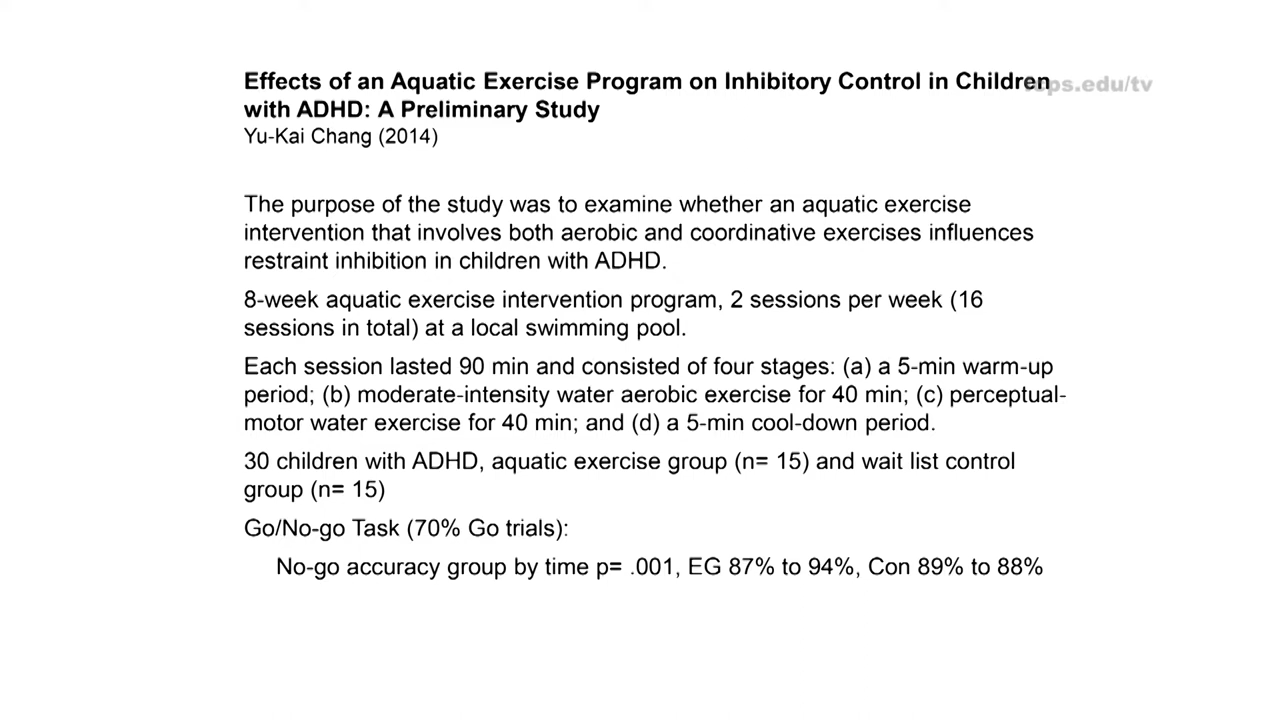 Effects of an Aquatic Exercise Program on Inhibitory Control in Children
with ADHD: A Preliminary Study
Yu-Kai Chang (2014)
The purpose of the study was to examine whether an aquatic exercise
intervention that involves both aerobic and coordinative exercises influences
restraint inhibition in children with ADHD.
8-week aquatic exercise intervention program, 2 sessions per week (16
sessions in total) at a local swimming pool.
Each session lasted 90 min and consisted of four stages: (a) a 5-min warm-up
period; (b) moderate-intensity water aerobic exercise for 40 min; (c) perceptual-
motor water exercise for 40 min; and (d) a 5-min cool-down period.
30 children with ADHD, aquatic exercise group (n= 15) and wait list control
group (n= 15)
Go/No-go Task (70% Go trials):
No-go accuracy group by time p= .001, EG 87% to 94%, Con 89% to 88%